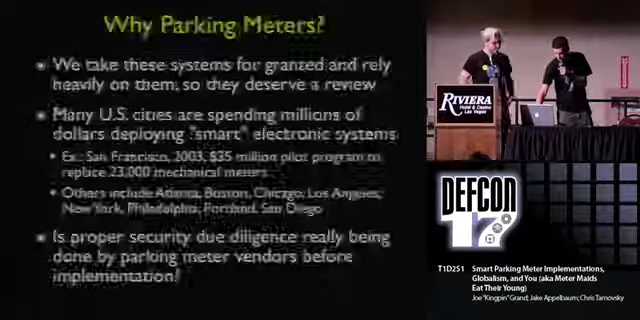 Why Parking Meters?
We take these systems for granted and rely
heavily on them, so they deserve a review
Many U.S. cities are spending millions of
dollars deploying "smart" electronic systems
Ex.: San Francisco, 2003, $35 million pilot program to
replace 23,000 mechanical meters
Others include Atlanta, Boston, Chicago, Los Angeles,
New York, Philadelphia, Portland, San Diego
Is proper security due diligence really being
done by parking meter vendors before
implementation?
RIVIERA
Hotel & Casino
Las Vegas
DEFCON
17
T1D2S1 Smart Parking Meter Implementations,
Globalism, and You (aka Meter Maids
Eat Their Young)
Joe "Kingpin" Grand; Jake Appelbaum; Chris Tarnovsky